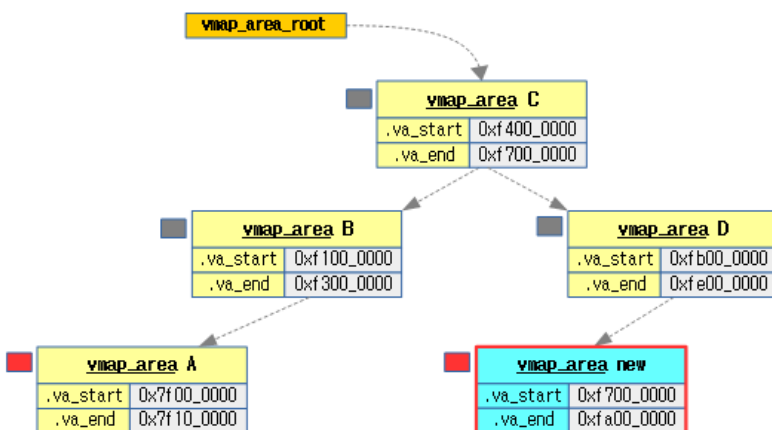 vmap_area_root
vmap_area C
.va_start 0xf400_0000
.va_end 0xf700_0000
vmap_area B
.va_start 0xf100_0000
.va_end 0xf300_0000
vmap_area D
.va_start 0xfb00_0000
.va_end 0xfe00_0000
vmap_area A
.va_start 0x7f00_0000
.va_end 0x7f10_0000
vmap_area new
.va_start 0xf700_0000
.va_end 0xfa00_0000